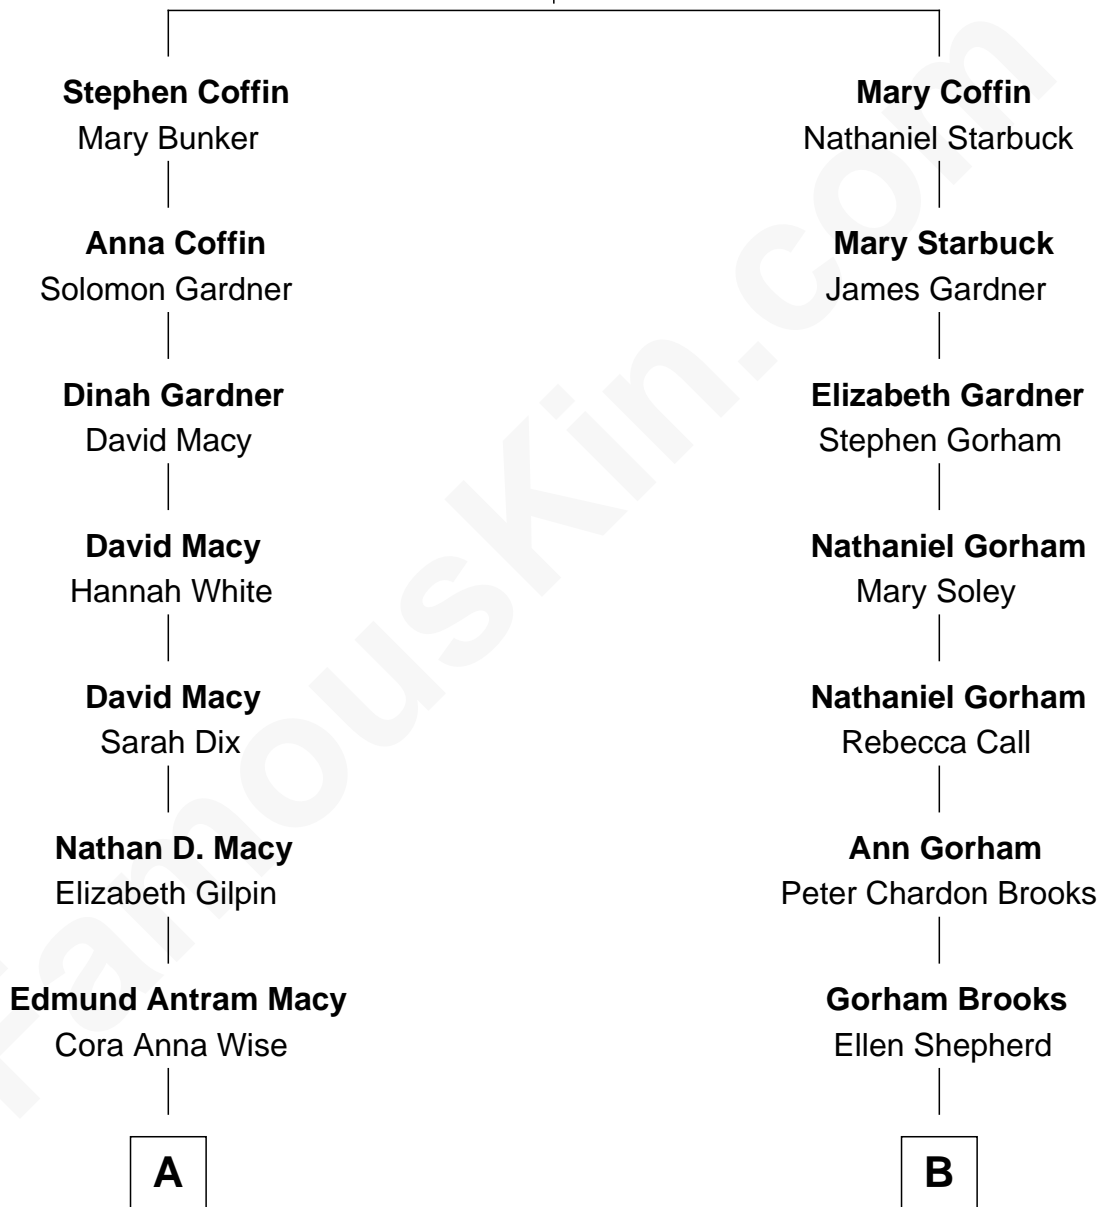 Stephen Coffin
Mary Bunker
Mary Coffin
Nathaniel Starbuck
Anna Coffin
Solomon Gardner
Mary Starbuck
James Gardner
Dinah Gardner
David Macy
Elizabeth Gardner
Stephen Gorham
David Macy
Hannah White
Nathaniel Gorham
Mary Soley
David Macy
Sarah Dix
Nathaniel Gorham
Rebecca Call
Nathan D. Macy
Elizabeth Gilpin
Ann Gorham
Peter Chardon Brooks
Edmund Antram Macy
Cora Anna Wise
Gorham Brooks
Ellen Shepherd
A
B
FamousKin.com